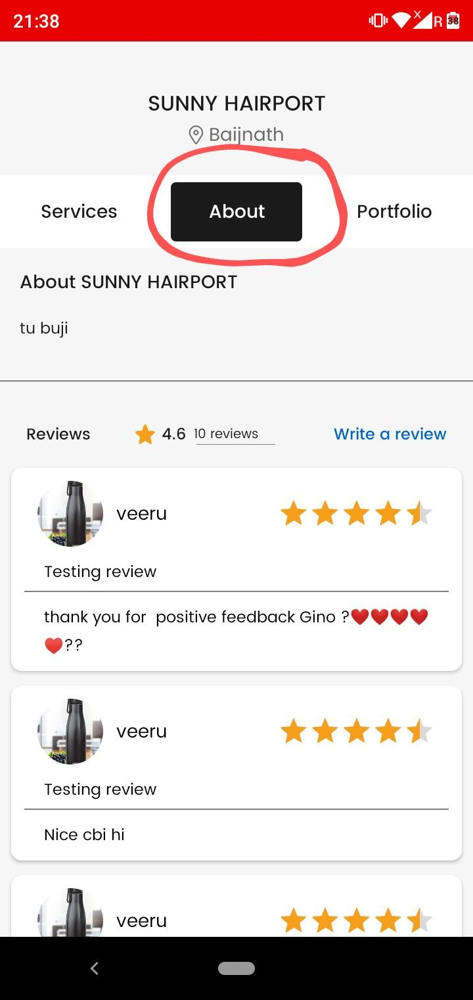 21:38 x R 38
SUNNY HAIRPORT
Baijnath
Services About Portfolio
About SUNNY HAIRPORT
tu buji
Reviews 4.6 10 reviews Write a review
veeru
Testing review
thank you for  positive feedback Gino ?❤️❤️❤️❤️
❤️??
veeru
Testing review
Nice cbi hi
veeru